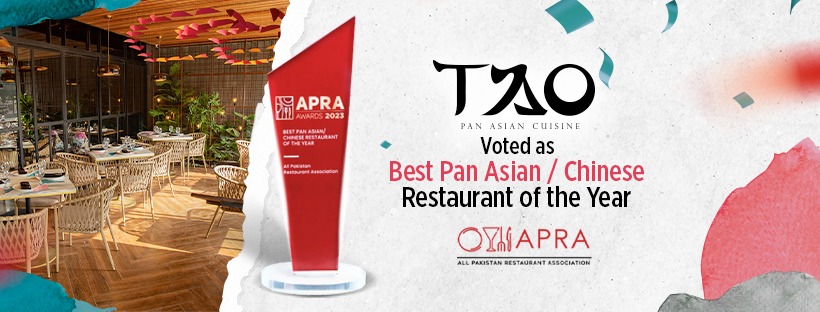 APRA
AWARDS 2023
BEST PAN ASIAN/
CHINESE RESTAURANT
OF THE YEAR
All Pakistan
Restaurant Association
TAO
PAN ASIAN CUISINE
Voted as
Best Pan Asian / Chinese
Restaurant of the Year
APRA
ALL PAKISTAN RESTAURANT ASSOCIATION